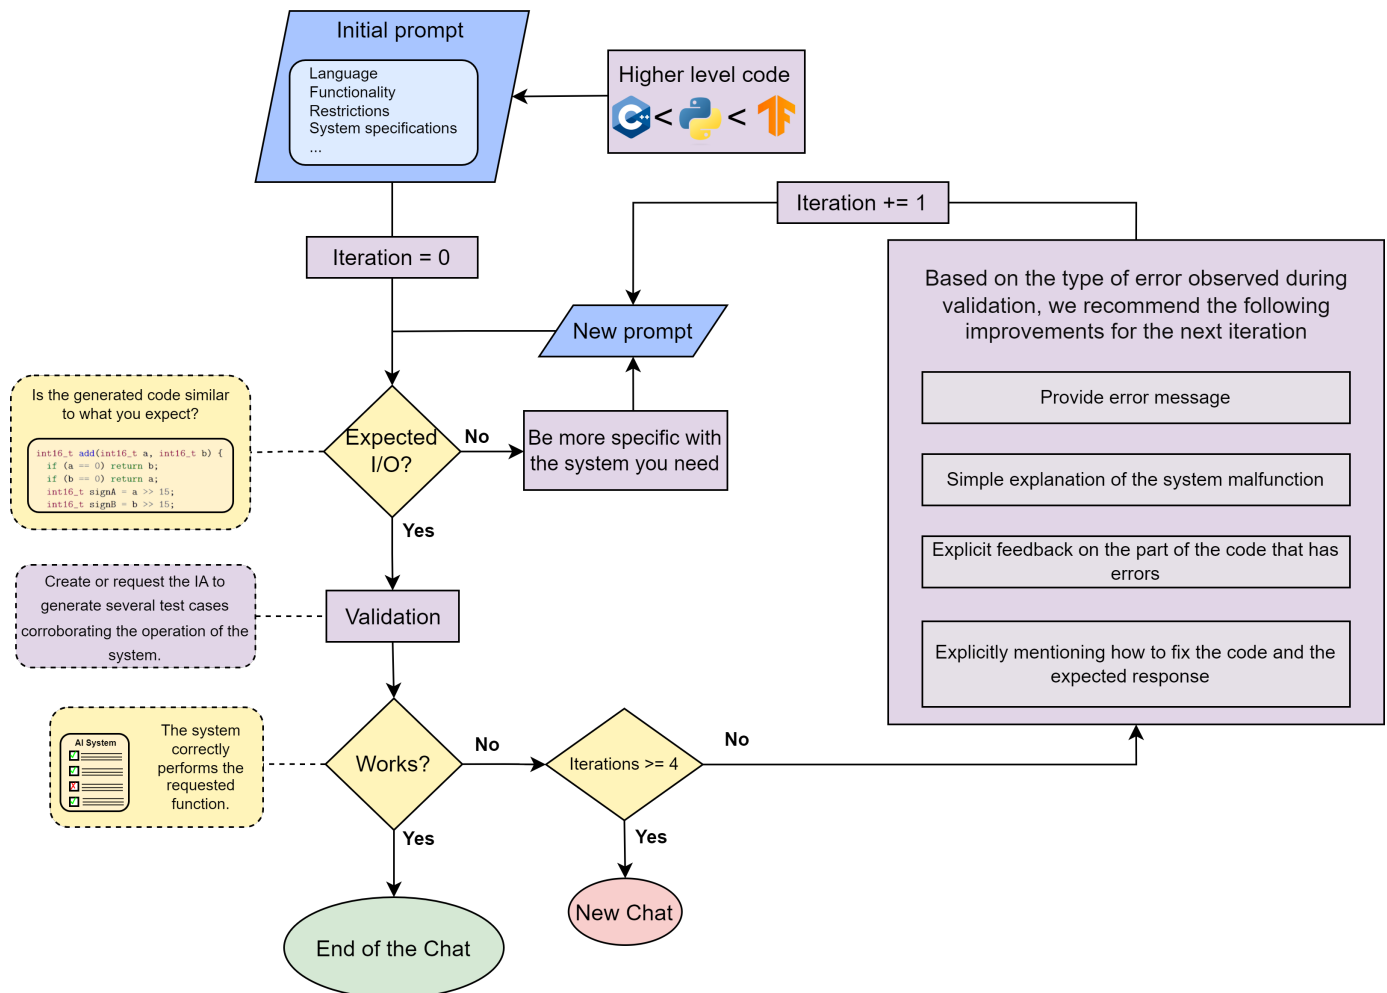 Initial prompt
Language
Functionality
Restrictions
System specifications
...
Higher level code
C++ < <
Iteration = 0
Iteration += 1
New prompt
Based on the type of error observed during
validation, we recommend the following
improvements for the next iteration
Provide error message
Simple explanation of the system malfunction
Explicit feedback on the part of the code that has
errors
Explicitly mentioning how to fix the code and the
expected response
Is the generated code similar
to what you expect?
int16_t add(int16_t a, int16_t b) {
if (a == 0) return b;
if (b == 0) return a;
int16_t signA = a >> 15;
int16_t signB = b >> 15;
Expected
I/O?
No
Be more specific with
the system you need
Yes
Create or request the IA to
generate several test cases
corroborating the operation of the
system.
Validation
AI System
The system
correctly
performs the
requested
function.
Works?
No
Iterations >= 4
No
Yes
Yes
New Chat
End of the Chat